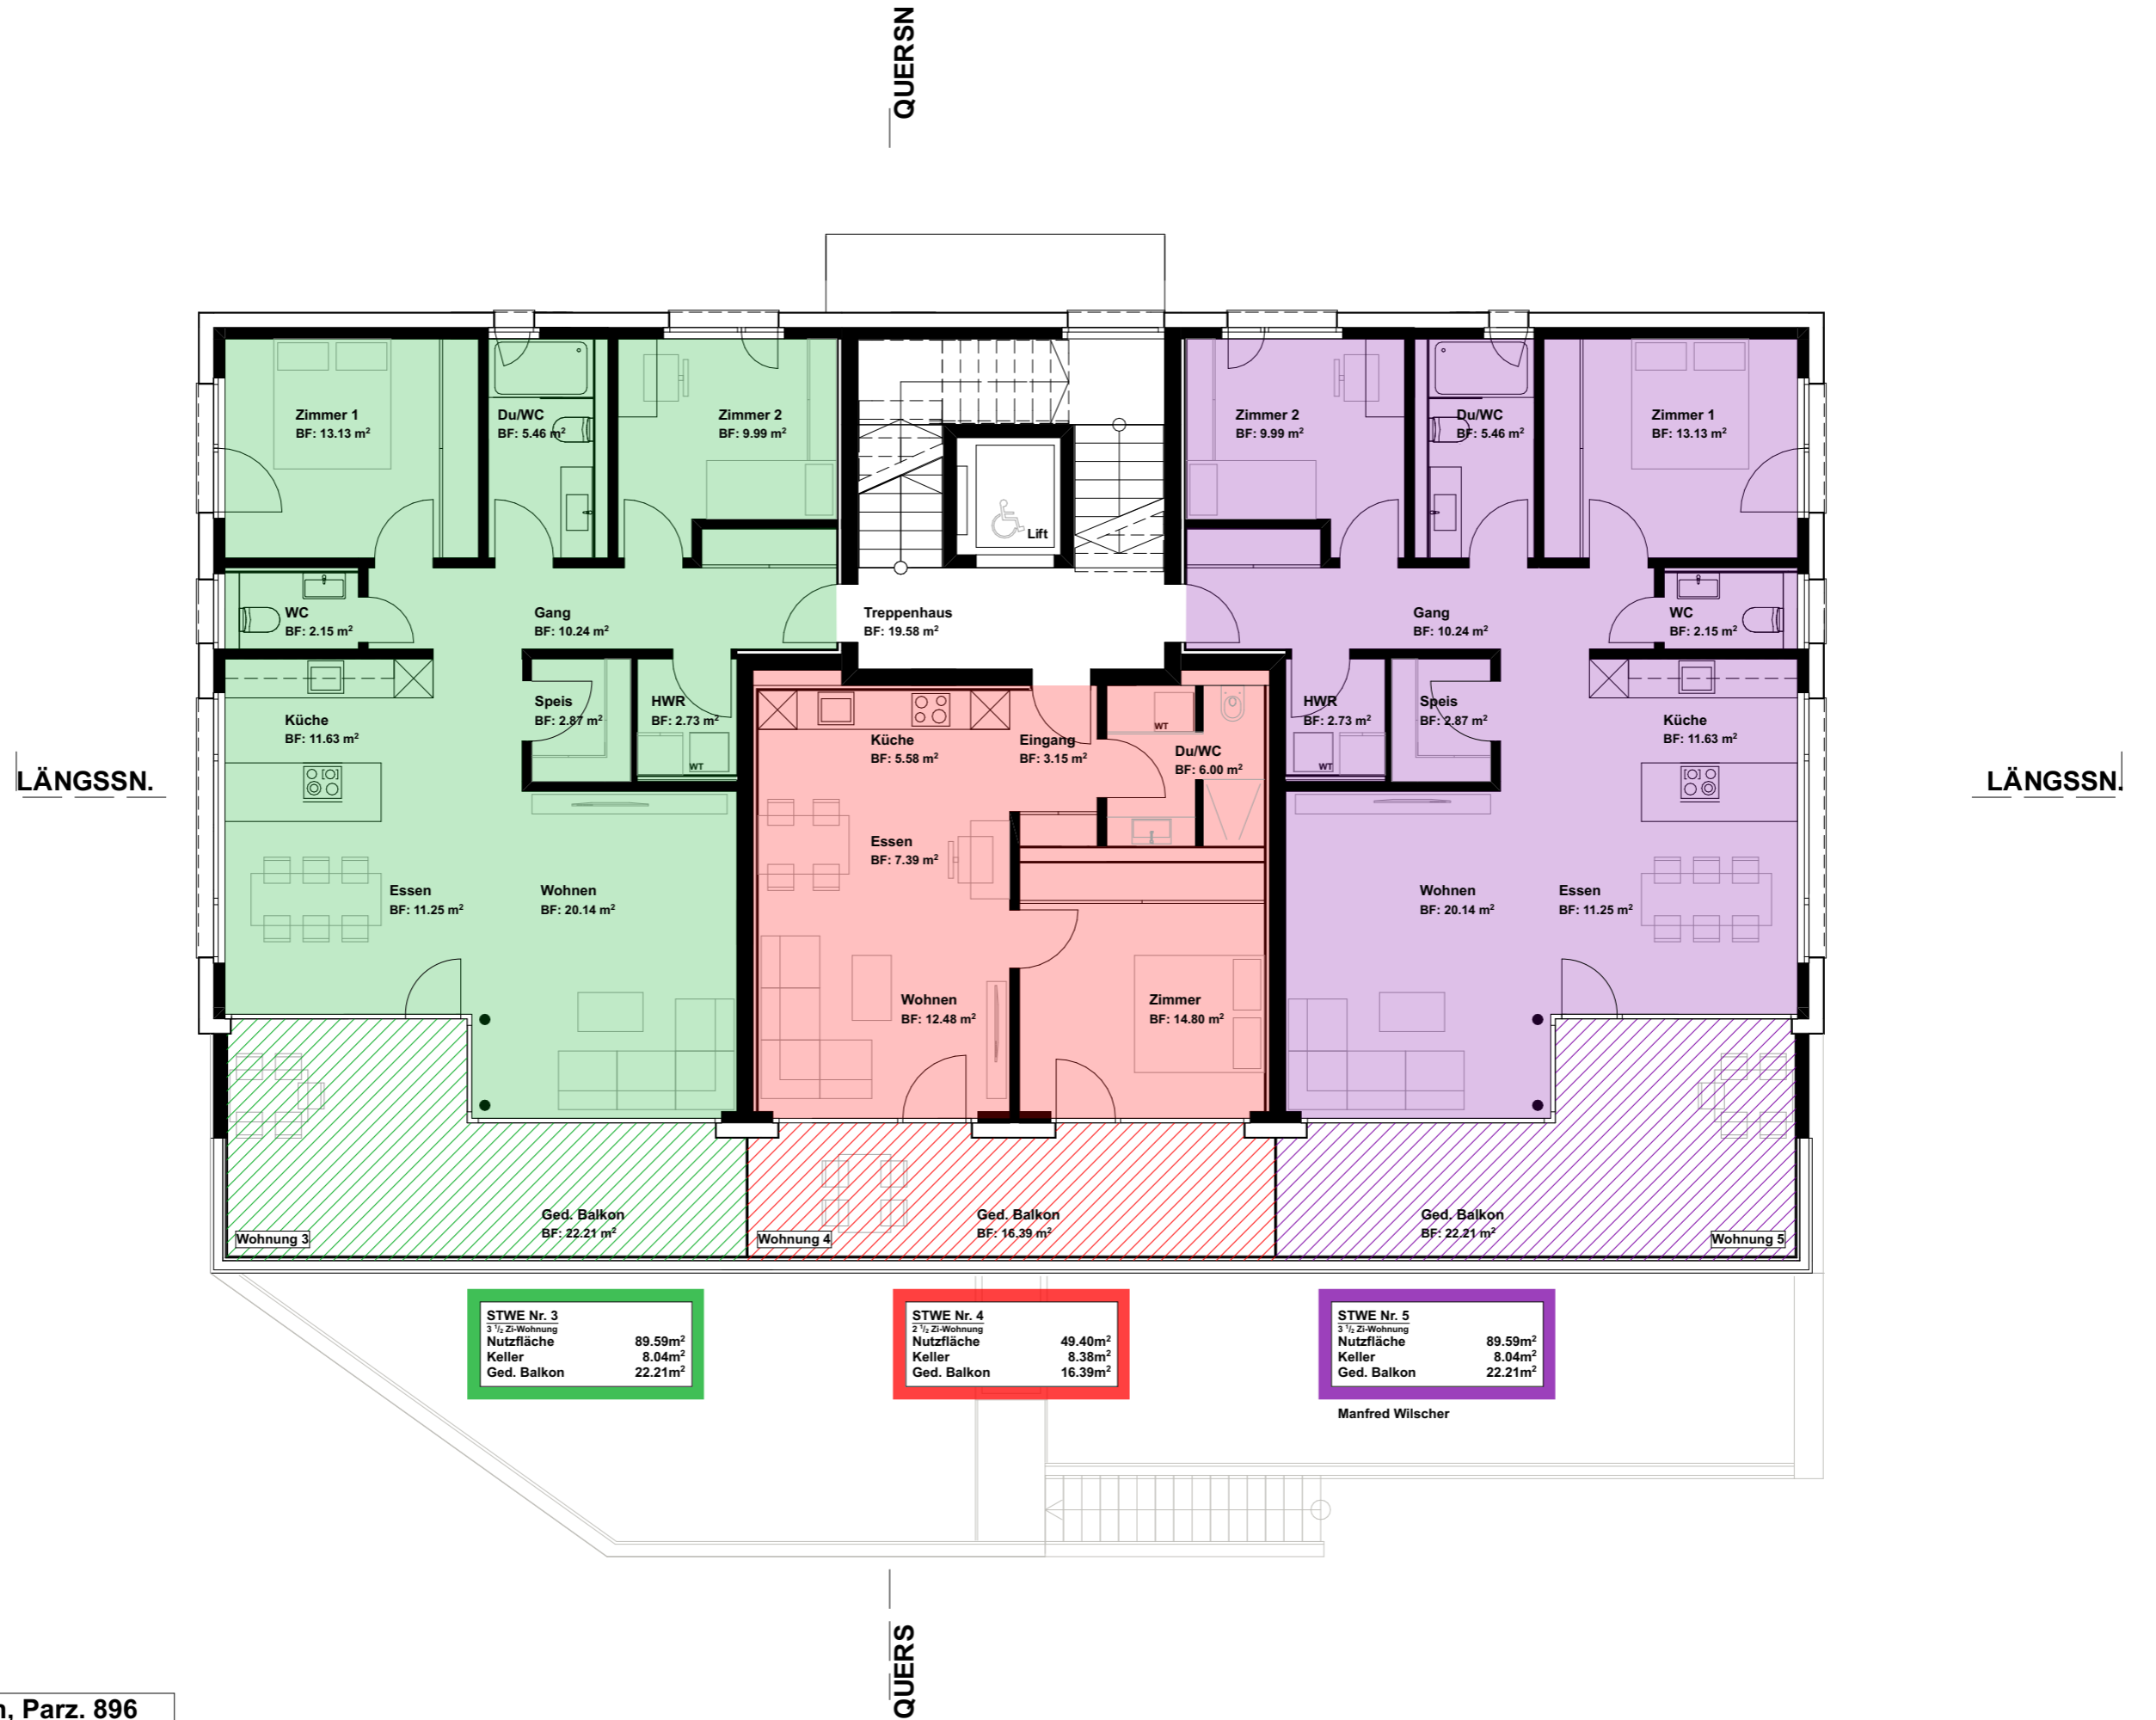 QUERSN
Zimmer 1
BF: 13.13 m²
Du/WC
BF: 5.46 m²
Zimmer 2
BF: 9.99 m²
Zimmer 2
BF: 9.99 m²
Du/WC
BF: 5.46 m²
Zimmer 1
BF: 13.13 m²
Lift
WC
BF: 2.15 m²
Gang
BF: 10.24 m²
Treppenhaus
BF: 19.58 m²
Gang
BF: 10.24 m²
WC
BF: 2.15 m²
Küche
BF: 11.63 m²
Speis
BF: 2.87 m²
HWR
BF: 2.73 m²
WT
Küche
BF: 5.58 m²
Eingang
BF: 3.15 m²
WT
Du/WC
BF: 6.00 m²
HWR
BF: 2.73 m²
WT
Speis
BF: 2.87 m²
Küche
BF: 11.63 m²
LÄNGSSN.
LÄNGSSN.
Essen
BF: 11.25 m²
Wohnen
BF: 20.14 m²
Essen
BF: 7.39 m²
Wohnen
BF: 20.14 m²
Essen
BF: 11.25 m²
Wohnen
BF: 12.48 m²
Zimmer
BF: 14.80 m²
Ged. Balkon
BF: 22.21 m²
Wohnung 3
Ged. Balkon
BF: 16.39 m²
Wohnung 4
Ged. Balkon
BF: 22.21 m²
Wohnung 5
STWE Nr. 3
3 1/2 Zi-Wohnung
Nutzfläche 89.59m²
Keller 8.04m²
Ged. Balkon 22.21m²
STWE Nr. 4
2 1/2 Zi-Wohnung
Nutzfläche 49.40m²
Keller 8.38m²
Ged. Balkon 16.39m²
STWE Nr. 5
3 1/2 Zi-Wohnung
Nutzfläche 89.59m²
Keller 8.04m²
Ged. Balkon 22.21m²
Manfred Wilscher
QUERS
n, Parz. 896